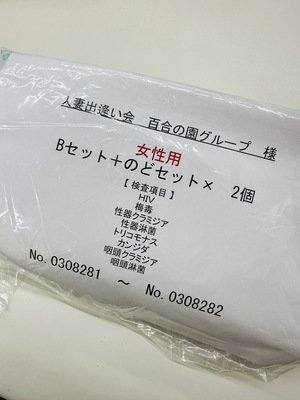 人妻出逢い会　百合の園グループ　様
女性用
Bセット＋のどセット×　2個
【検査項目】
HIV
梅毒
性器クラミジア
性器淋菌
トリコモナス
カンジダ
咽頭クラミジア
咽頭淋菌
No.0308281　～　No.0308282